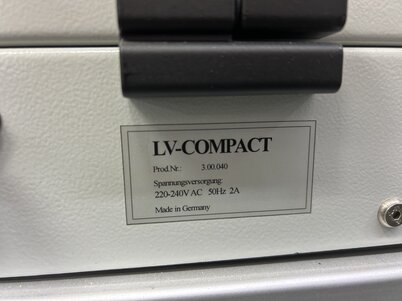 LV-COMPACT
Prod.Nr.: 3.00.040
Spannungsversorgung:
220-240V AC 50Hz 2A
Made in Germany